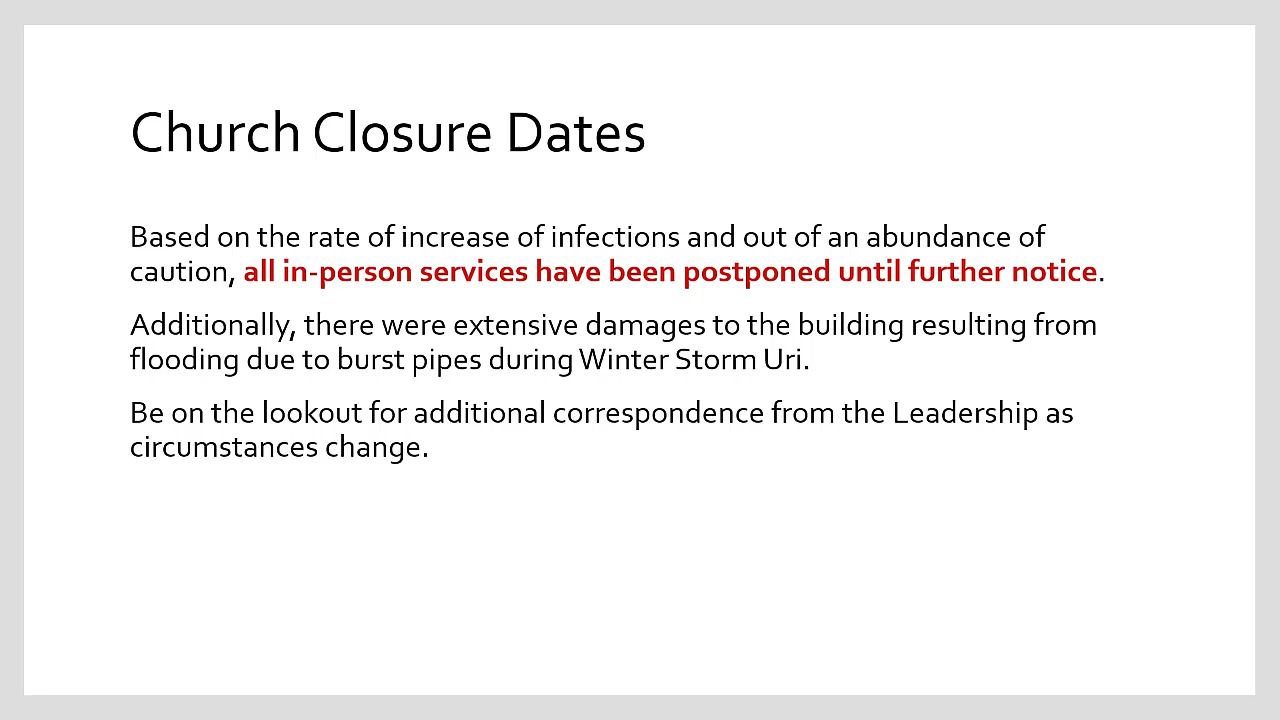 Church Closure Dates
Based on the rate of increase of infections and out of an abundance of
caution, all in-person services have been postponed until further notice.
Additionally, there were extensive damages to the building resulting from
flooding due to burst pipes during Winter Storm Uri.
Be on the lookout for additional correspondence from the Leadership as
circumstances change.